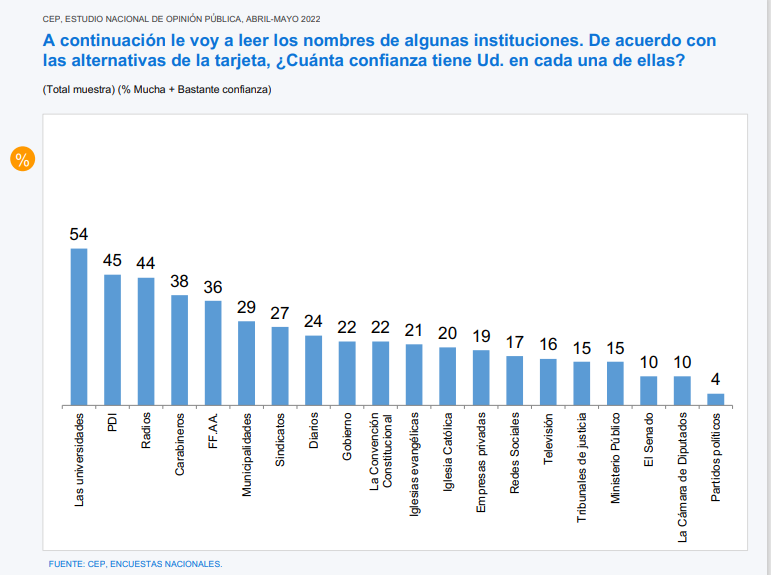 CEP, ESTUDIO NACIONAL DE OPINIÓN PÚBLICA, ABRIL-MAYO 2022
A continuación le voy a leer los nombres de algunas instituciones. De acuerdo con
las alternativas de la tarjeta, ¿Cuánta confianza tiene Ud. en cada una de ellas?
(Total muestra) (% Mucha + Bastante confianza)
%
54
45
44
38
36
29
27
24
22
22
21
20
19
17
16
15
15
10
10
4
Las universidades
PDI
Radios
Carabineros
FF.AA.
Municipalidades
Sindicatos
Diarios
Gobierno
La Convención
Constitucional
Iglesias evangélicas
Iglesia Católica
Empresas privadas
Redes Sociales
Televisión
Tribunales de justicia
Ministerio Público
El Senado
La Cámara de Diputados
Partidos políticos
FUENTE: CEP, ENCUESTAS NACIONALES.